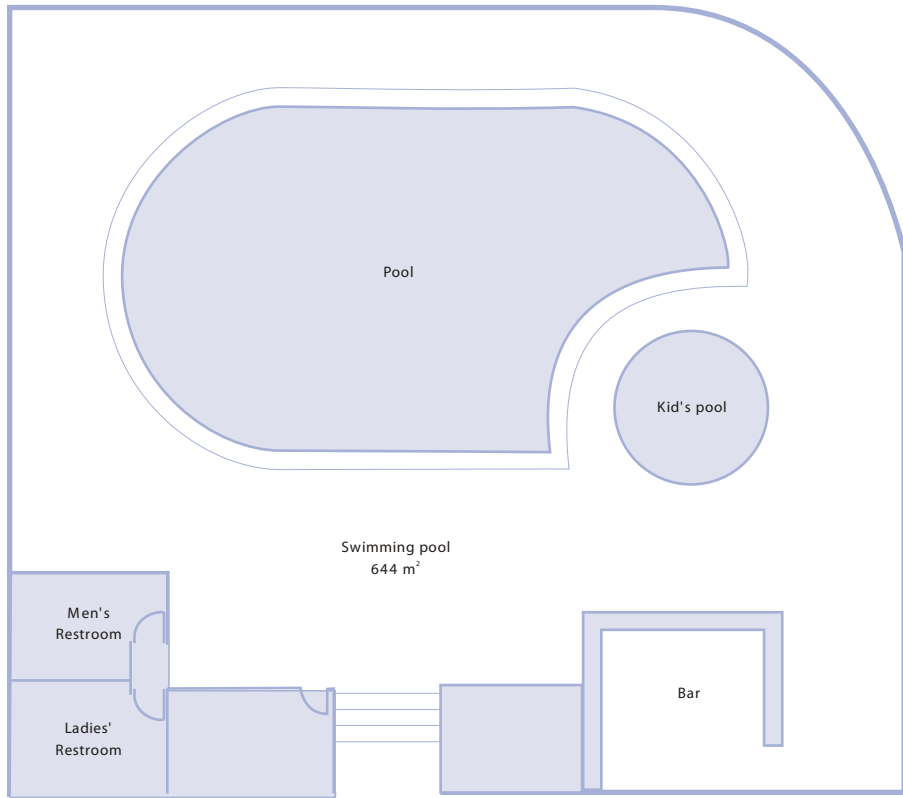 Pool
Kid's pool
Swimming pool
644 m²
Men's
Restroom
Bar
Ladies'
Restroom